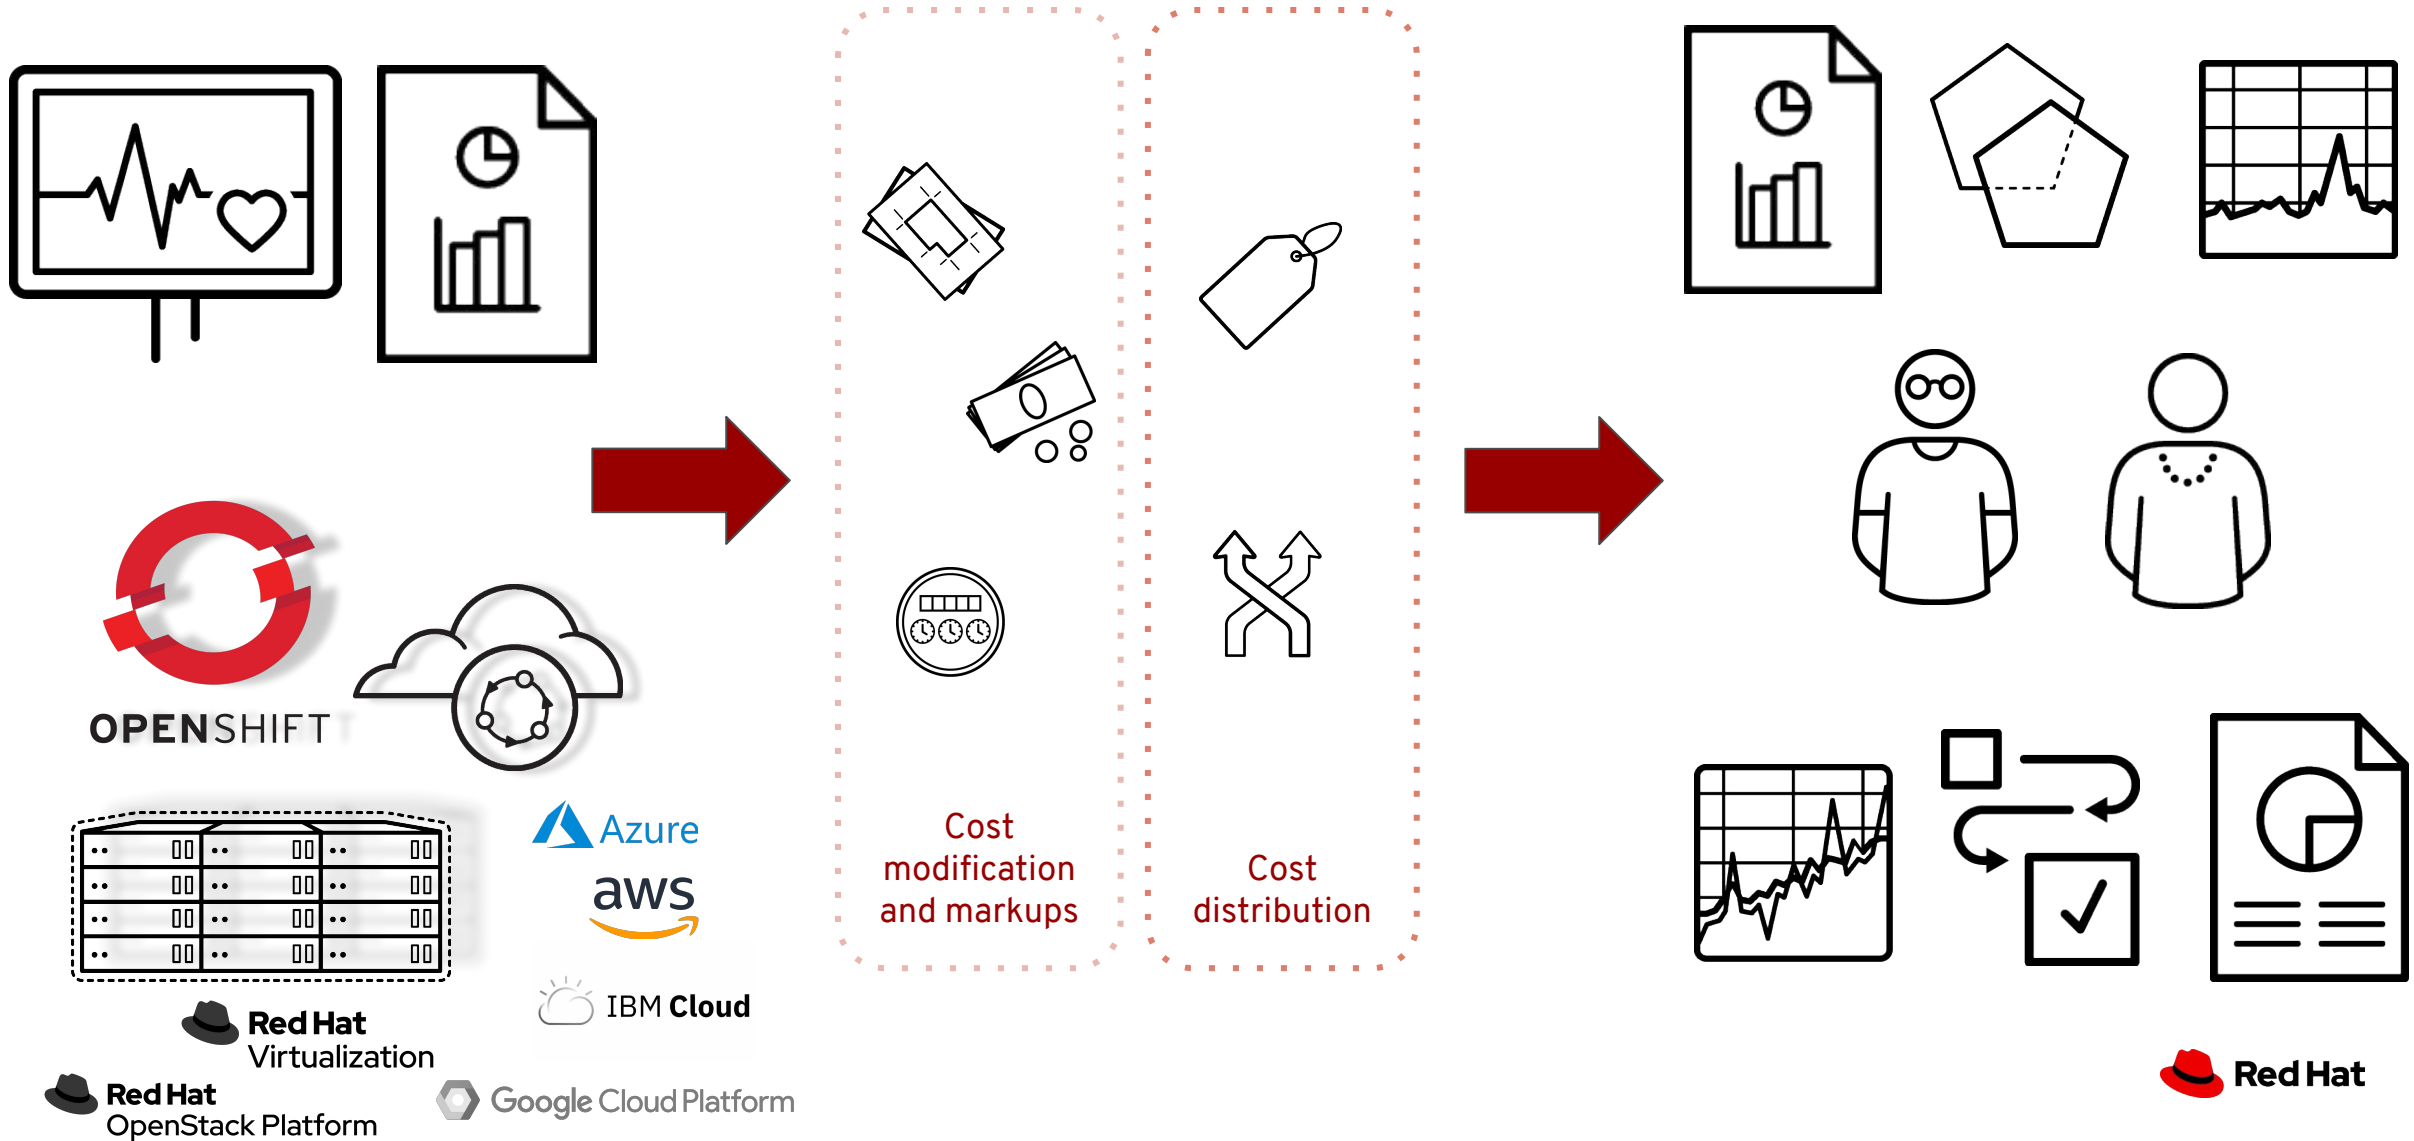 OPENSHIFT
Azure
aws
IBM Cloud
Red Hat
Virtualization
Red Hat
OpenStack Platform
Google Cloud Platform
Cost
modification
and markups
Cost
distribution
Red Hat